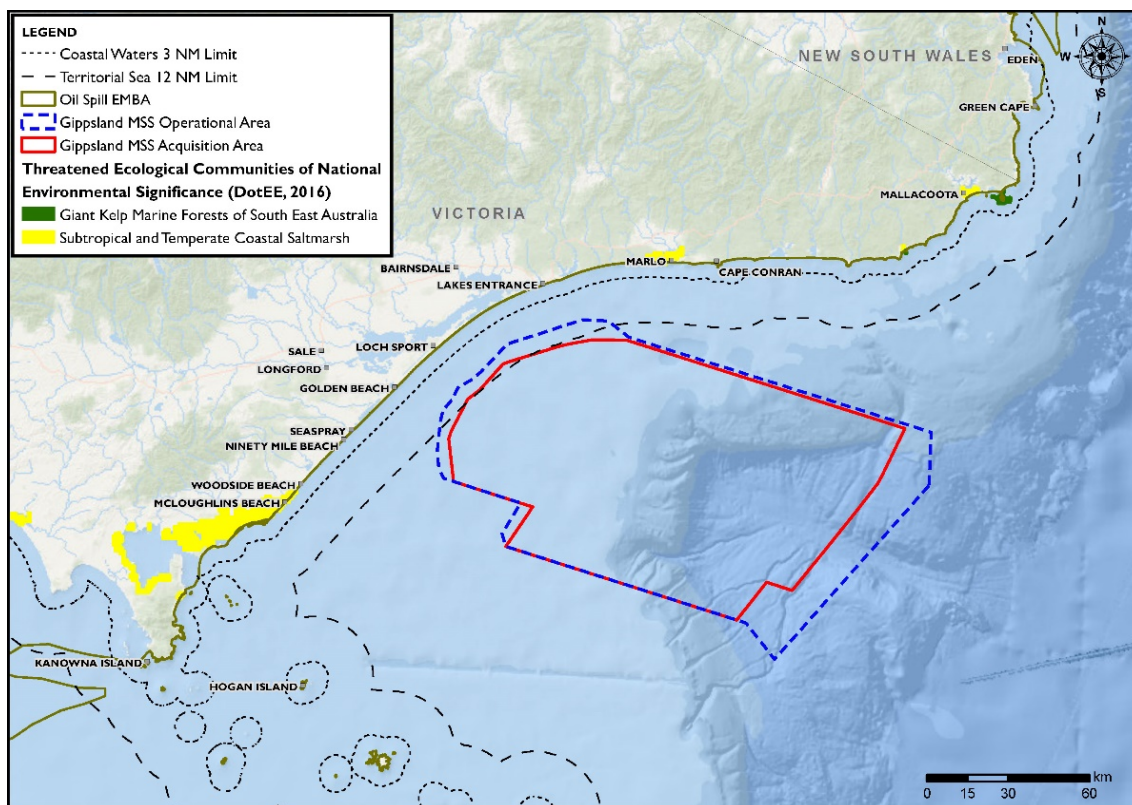 LEGEND
Coastal Waters 3 NM Limit
Territorial Sea 12 NM Limit
Oil Spill EMBA
Gippsland MSS Operational Area
Gippsland MSS Acquisition Area
Threatened Ecological Communities of National
Environmental Significance (DotEE, 2016)
Giant Kelp Marine Forests of South East Australia
Subtropical and Temperate Coastal Saltmarsh
N
W
S
NEW SOUTH WALES
EDEN
GREEN CAPE
MALLACOOTA
VICTORIA
MARLO
CAPE CONRAN
BAIRNSDALE
LAKES ENTRANCE
LOCH SPORT
SALE
LONGFORD
GOLDEN BEACH
SEASPRAY
NINETY MILE BEACH
WOODSIDE BEACH
MCLOUGHLINS BEACH
KANOWNA ISLAND
HOGAN ISLAND
km
0 15 30 60